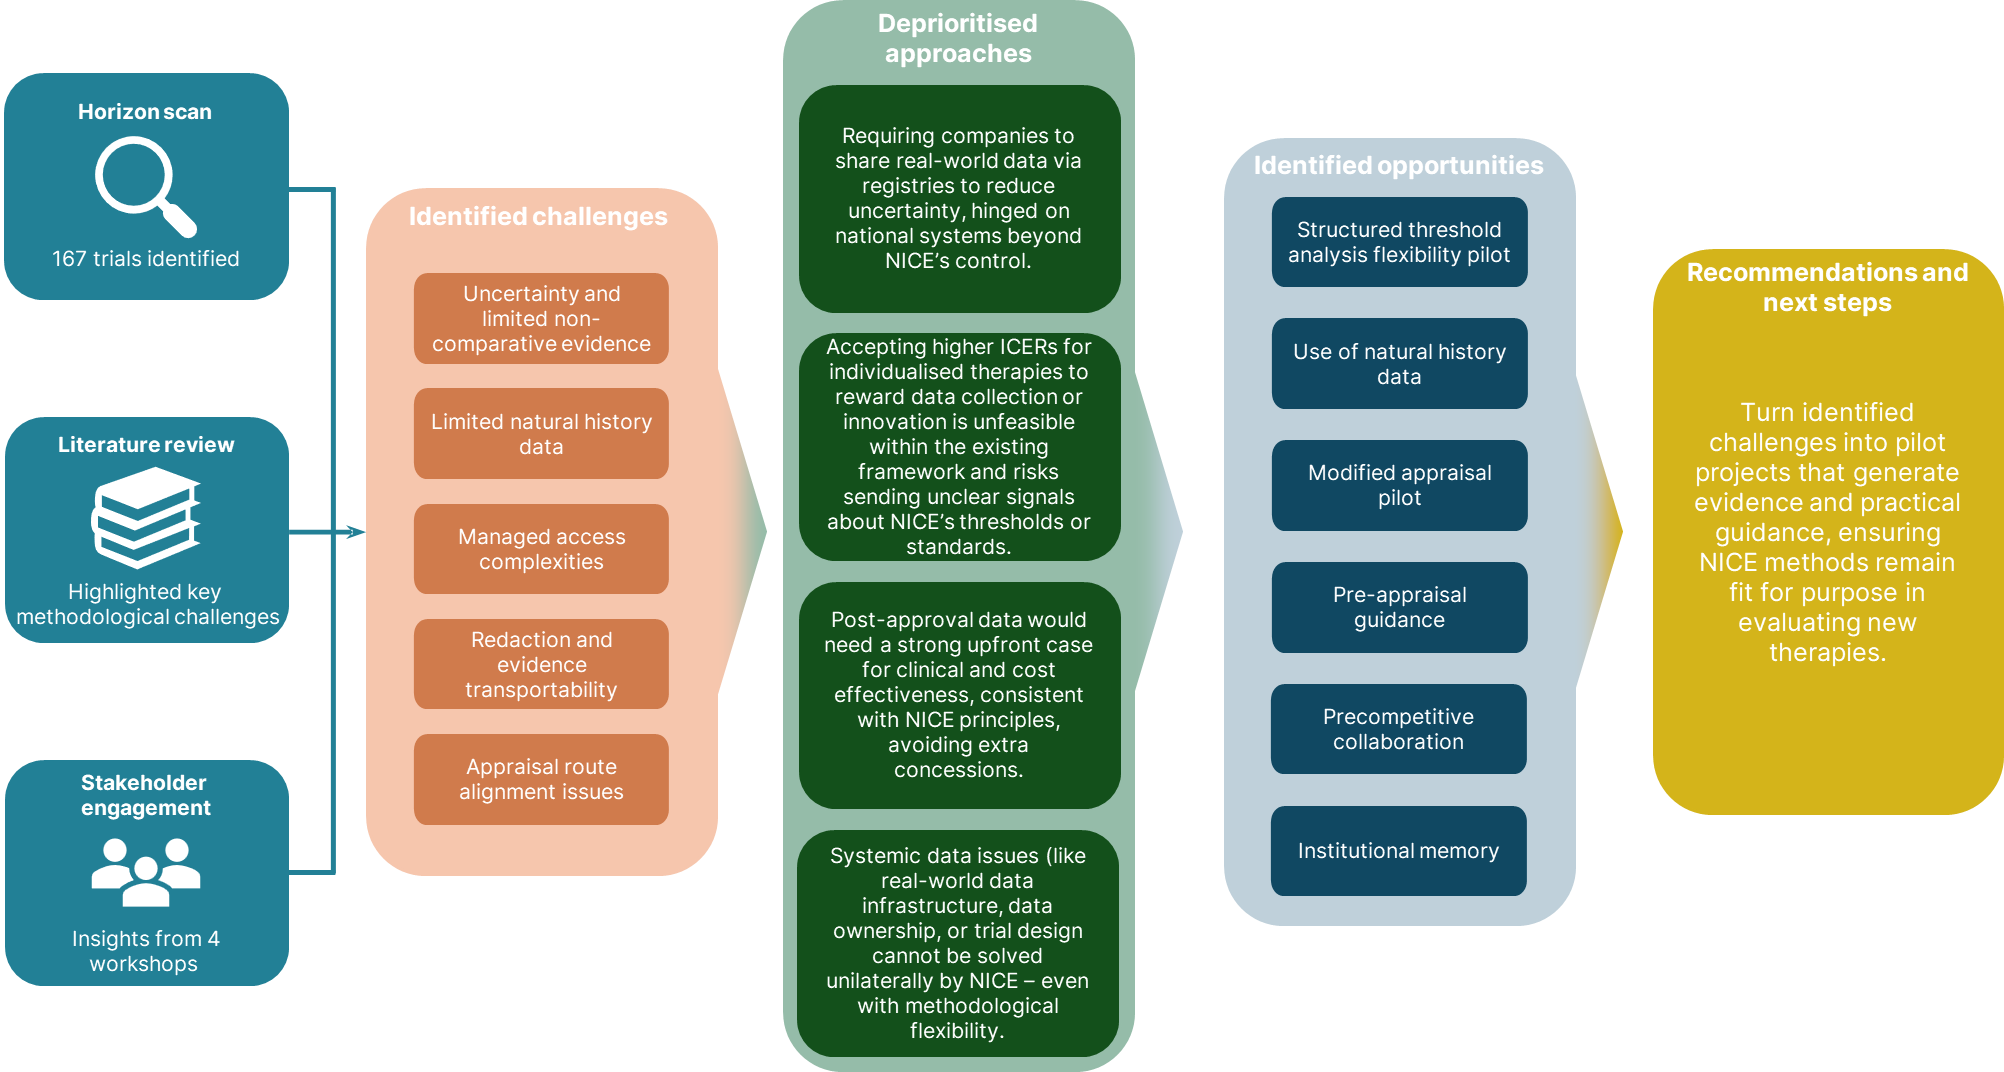 Horizon scan
167 trials identified
Literature review
Highlighted key
methodological challenges
Stakeholder
engagement
Insights from 4
workshops
Identified challenges
Uncertainty and
limited non-
comparative evidence
Limited natural history
data
Managed access
complexities
Redaction and
evidence
transportability
Appraisal route
alignment issues
Deprioritised
approaches
Requiring companies to
share real-world data via
registries to reduce
uncertainty, hinged on
national systems beyond
NICE’s control.
Accepting higher ICERs for
individualised therapies to
reward data collection or
innovation is unfeasible
within the existing
framework and risks
sending unclear signals
about NICE’s thresholds or
standards.
Post-approval data would
need a strong upfront case
for clinical and cost
effectiveness, consistent
with NICE principles,
avoiding extra
concessions.
Systemic data issues (like
real-world data
infrastructure, data
ownership, or trial design
cannot be solved
unilaterally by NICE – even
with methodological
flexibility.
Identified opportunities
Structured threshold
analysis flexibility pilot
Use of natural history
data
Modified appraisal
pilot
Pre-appraisal
guidance
Precompetitive
collaboration
Institutional memory
Recommendations and
next steps
Turn identified
challenges into pilot
projects that generate
evidence and practical
guidance, ensuring
NICE methods remain
fit for purpose in
evaluating new
therapies.